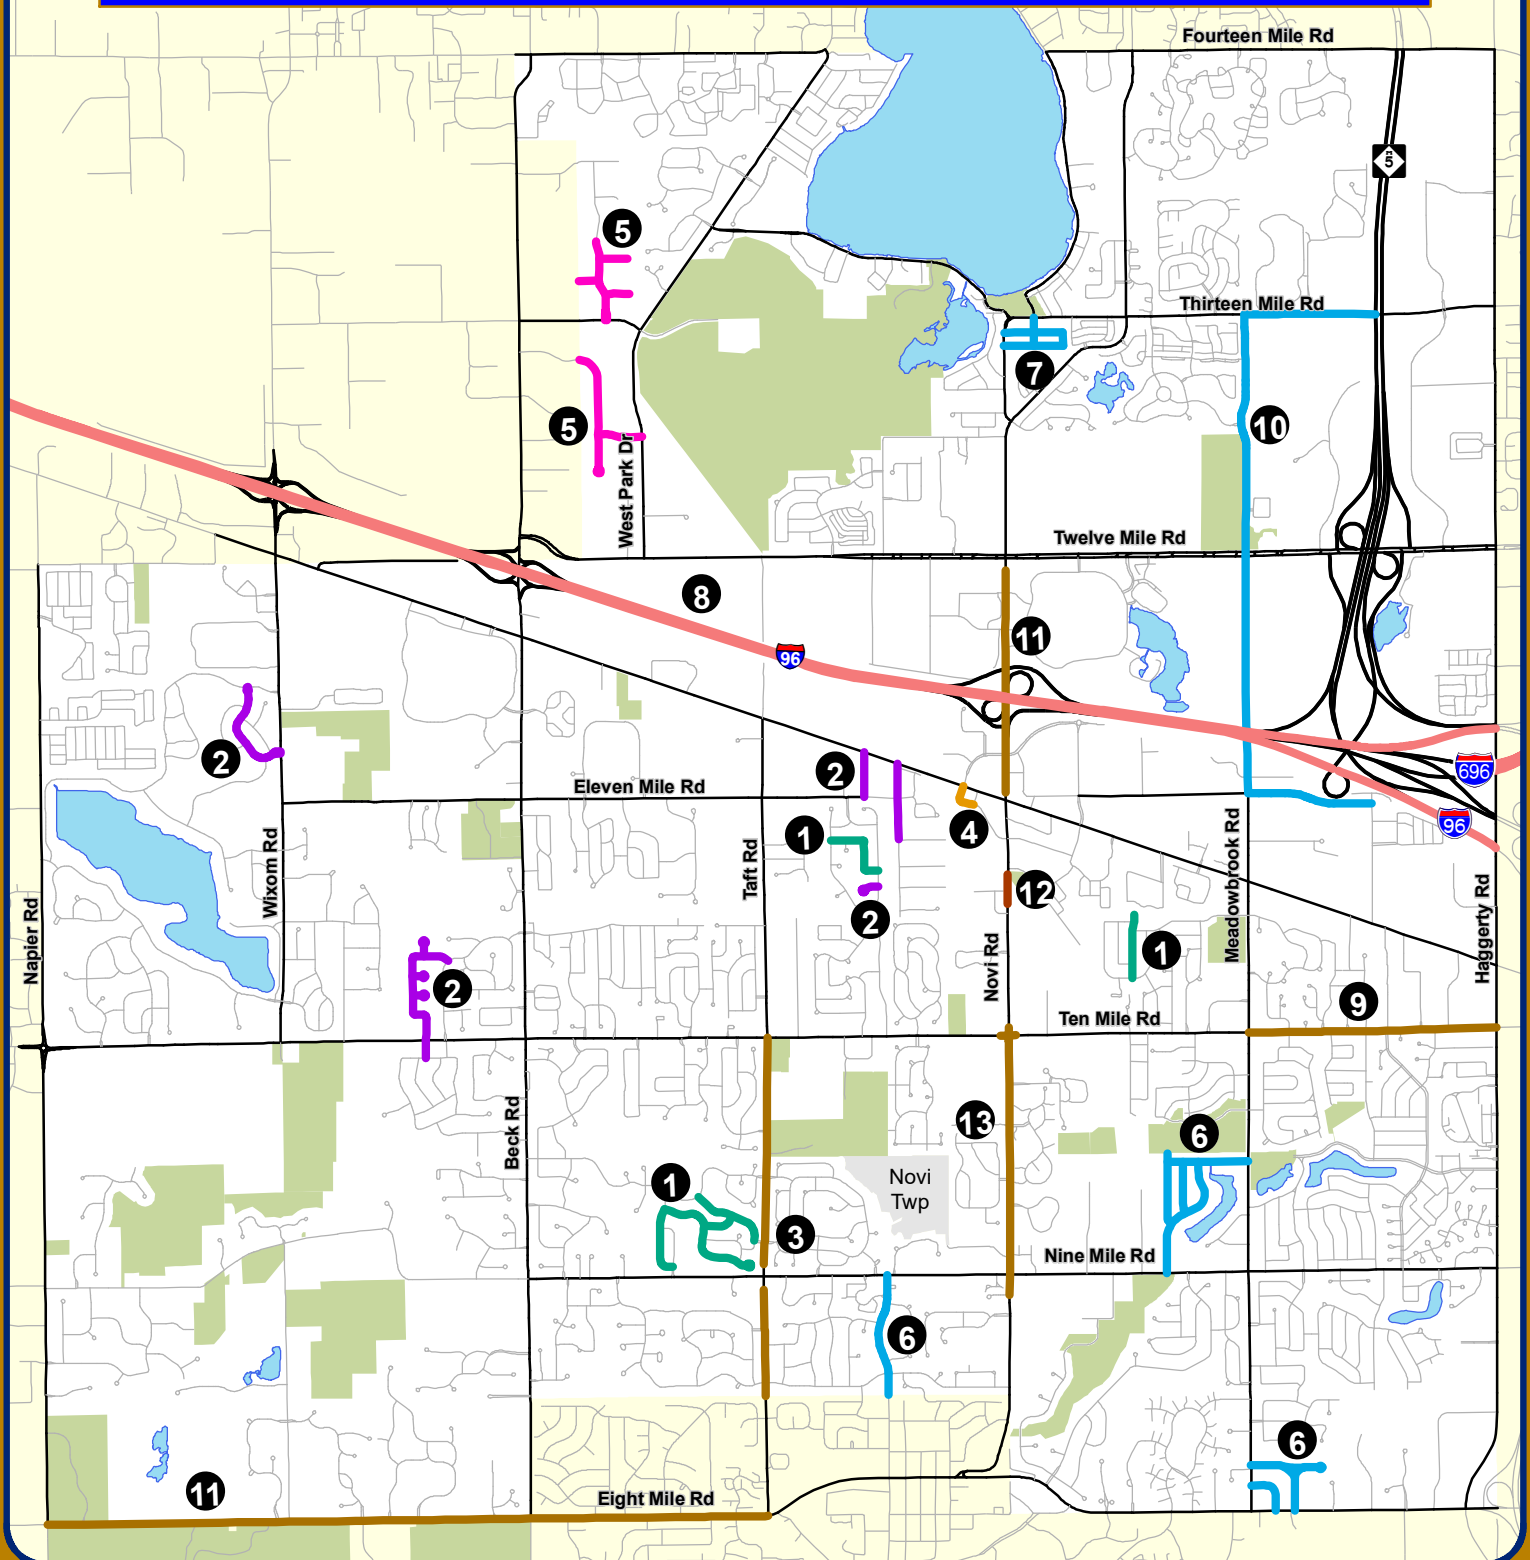 Fourteen Mile Rd
M
5
5
Thirteen Mile Rd
7
5
10
West Park Dr
Twelve Mile Rd
8
11
96
2
2
Eleven Mile Rd
696
4
1
96
Wixom Rd
Taft Rd
Meadowbrook Rd
12
Napier Rd
2
Novi Rd
1
Haggerty Rd
2
9
Ten Mile Rd
Beck Rd
13
6
1
Novi
Twp
3
Nine Mile Rd
6
6
11
Eight Mile Rd